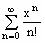 ∞
∑ xⁿ/n!
n=0